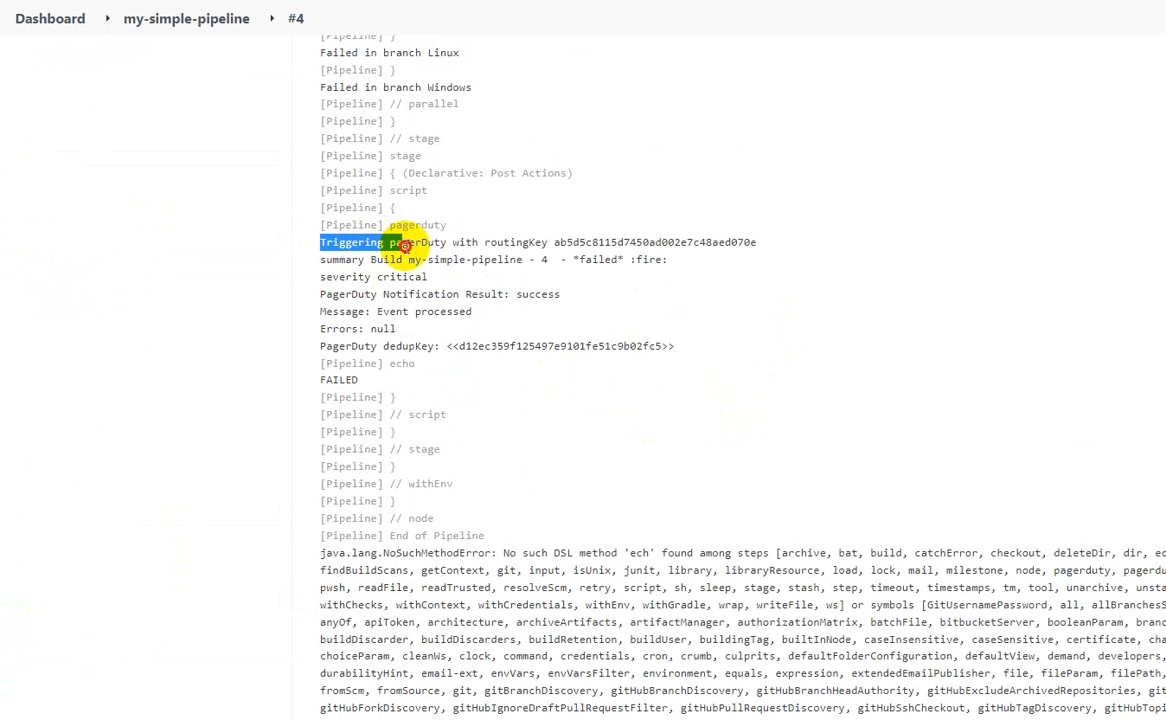 Dashboard ▸ my-simple-pipeline ▸ #4
[Pipeline] }
Failed in branch Linux
[Pipeline] }
Failed in branch Windows
[Pipeline] // parallel
[Pipeline] }
[Pipeline] // stage
[Pipeline] stage
[Pipeline] { (Declarative: Post Actions)
[Pipeline] script
[Pipeline] {
[Pipeline] pagerduty
Triggering pagerDuty with routingKey ab5d5c8115d7450ad002e7c48aed070e
summary Build my-simple-pipeline - 4  - *failed* :fire:
severity critical
PagerDuty Notification Result: success
Message: Event processed
Errors: null
PagerDuty dedupKey: <<d12ec359f125497e9101fe51c9b02fc5>>
[Pipeline] echo
FAILED
[Pipeline] }
[Pipeline] // script
[Pipeline] }
[Pipeline] // stage
[Pipeline] }
[Pipeline] // withEnv
[Pipeline] }
[Pipeline] // node
[Pipeline] End of Pipeline
java.lang.NoSuchMethodError: No such DSL method 'ech' found among steps [archive, bat, build, catchError, checkout, deleteDir, dir, ec
findBuildScans, getContext, git, input, isUnix, junit, library, libraryResource, load, lock, mail, milestone, node, pagerduty, pagerdu
pwsh, readFile, readTrusted, resolveScm, retry, script, sh, sleep, stage, stash, step, timeout, timestamps, tm, tool, unarchive, unsta
withChecks, withContext, withCredentials, withEnv, withGradle, wrap, writeFile, ws] or symbols [GitUsernamePassword, all, allBranchesS
anyOf, apiToken, architecture, archiveArtifacts, artifactManager, authorizationMatrix, batchFile, bitbucketServer, booleanParam, branc
buildDiscarder, buildDiscarders, buildRetention, buildUser, buildingTag, builtInNode, caseInsensitive, caseSensitive, certificate, cha
choiceParam, cleanWs, clock, command, credentials, cron, crumb, culprits, defaultFolderConfiguration, defaultView, demand, developers,
durabilityHint, email-ext, envVars, envVarsFilter, environment, equals, expression, extendedEmailPublisher, file, fileParam, filePath,
fromScm, fromSource, git, gitBranchDiscovery, gitHubBranchDiscovery, gitHubBranchHeadAuthority, gitHubExcludeArchivedRepositories, git
gitHubForkDiscovery, gitHubIgnoreDraftPullRequestFilter, gitHubPullRequestDiscovery, gitHubSshCheckout, gitHubTagDiscovery, gitHubTopi